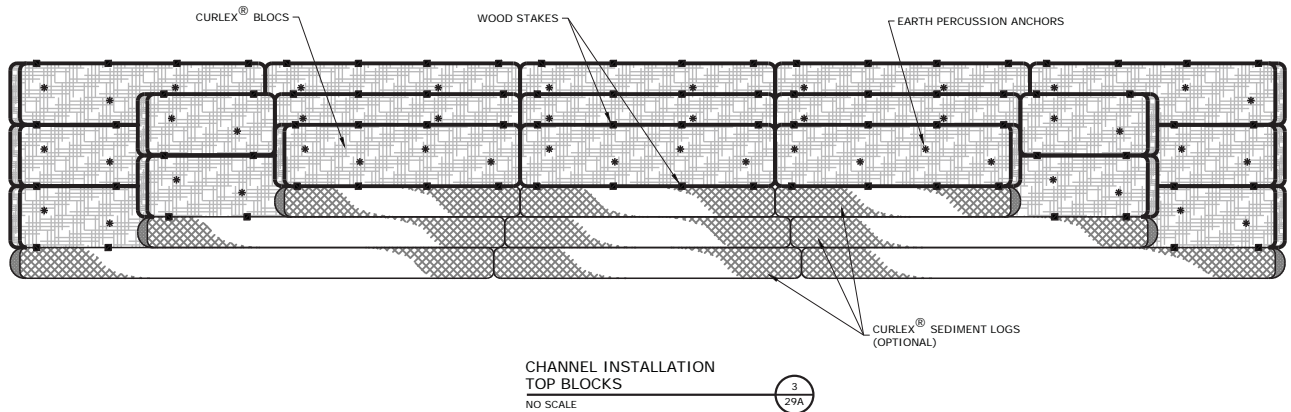 CURLEX® BLOCS
WOOD STAKES
EARTH PERCUSSION ANCHORS
CURLEX® SEDIMENT LOGS
(OPTIONAL)
CHANNEL INSTALLATION
TOP BLOCKS
NO SCALE
3
29A